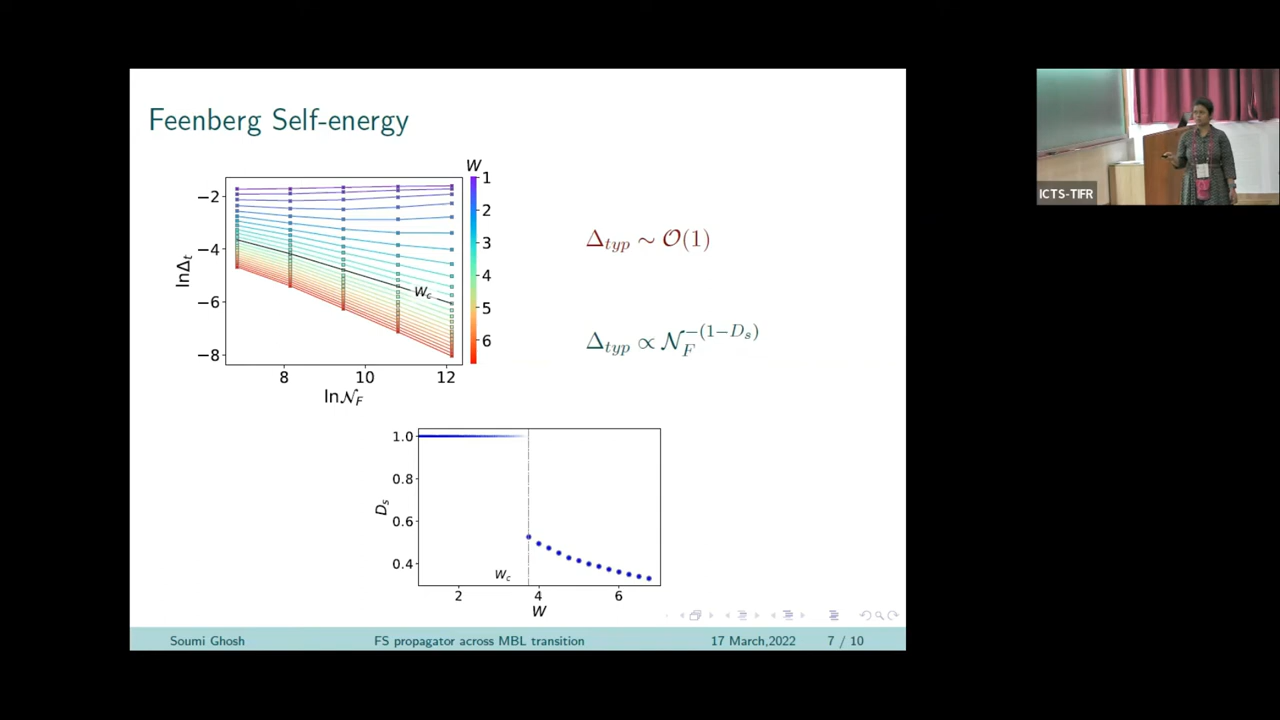 Feenberg Self-energy
W
1
2
3
4
5
6
−2
−4
−6
−8
lnΔₜ
W_c
8 10 12
ln𝒩_F
Δ_typ ∼ 𝒪(1)
Δ_typ ∝ 𝒩_F^−(1−D_s)
1.0
0.8
0.6
0.4
D_s
W_c
2 4 6
W
Soumi Ghosh FS propagator across MBL transition 17 March,2022 7 / 10
ICTS-TIFR